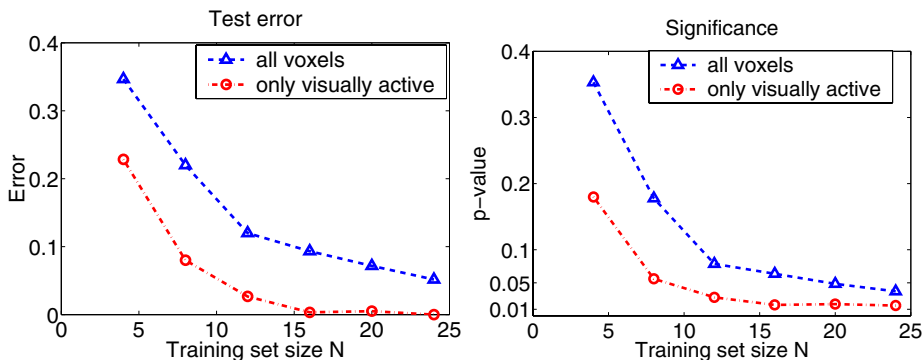 Test error
0.4
0.3
0.2
0.1
0
Error
all voxels
only visually active
0 5 10 15 20 25
Training set size N
Significance
0.4
0.3
0.2
0.1
0.05
0.01
p-value
all voxels
only visually active
0 5 10 15 20 25
Training set size N